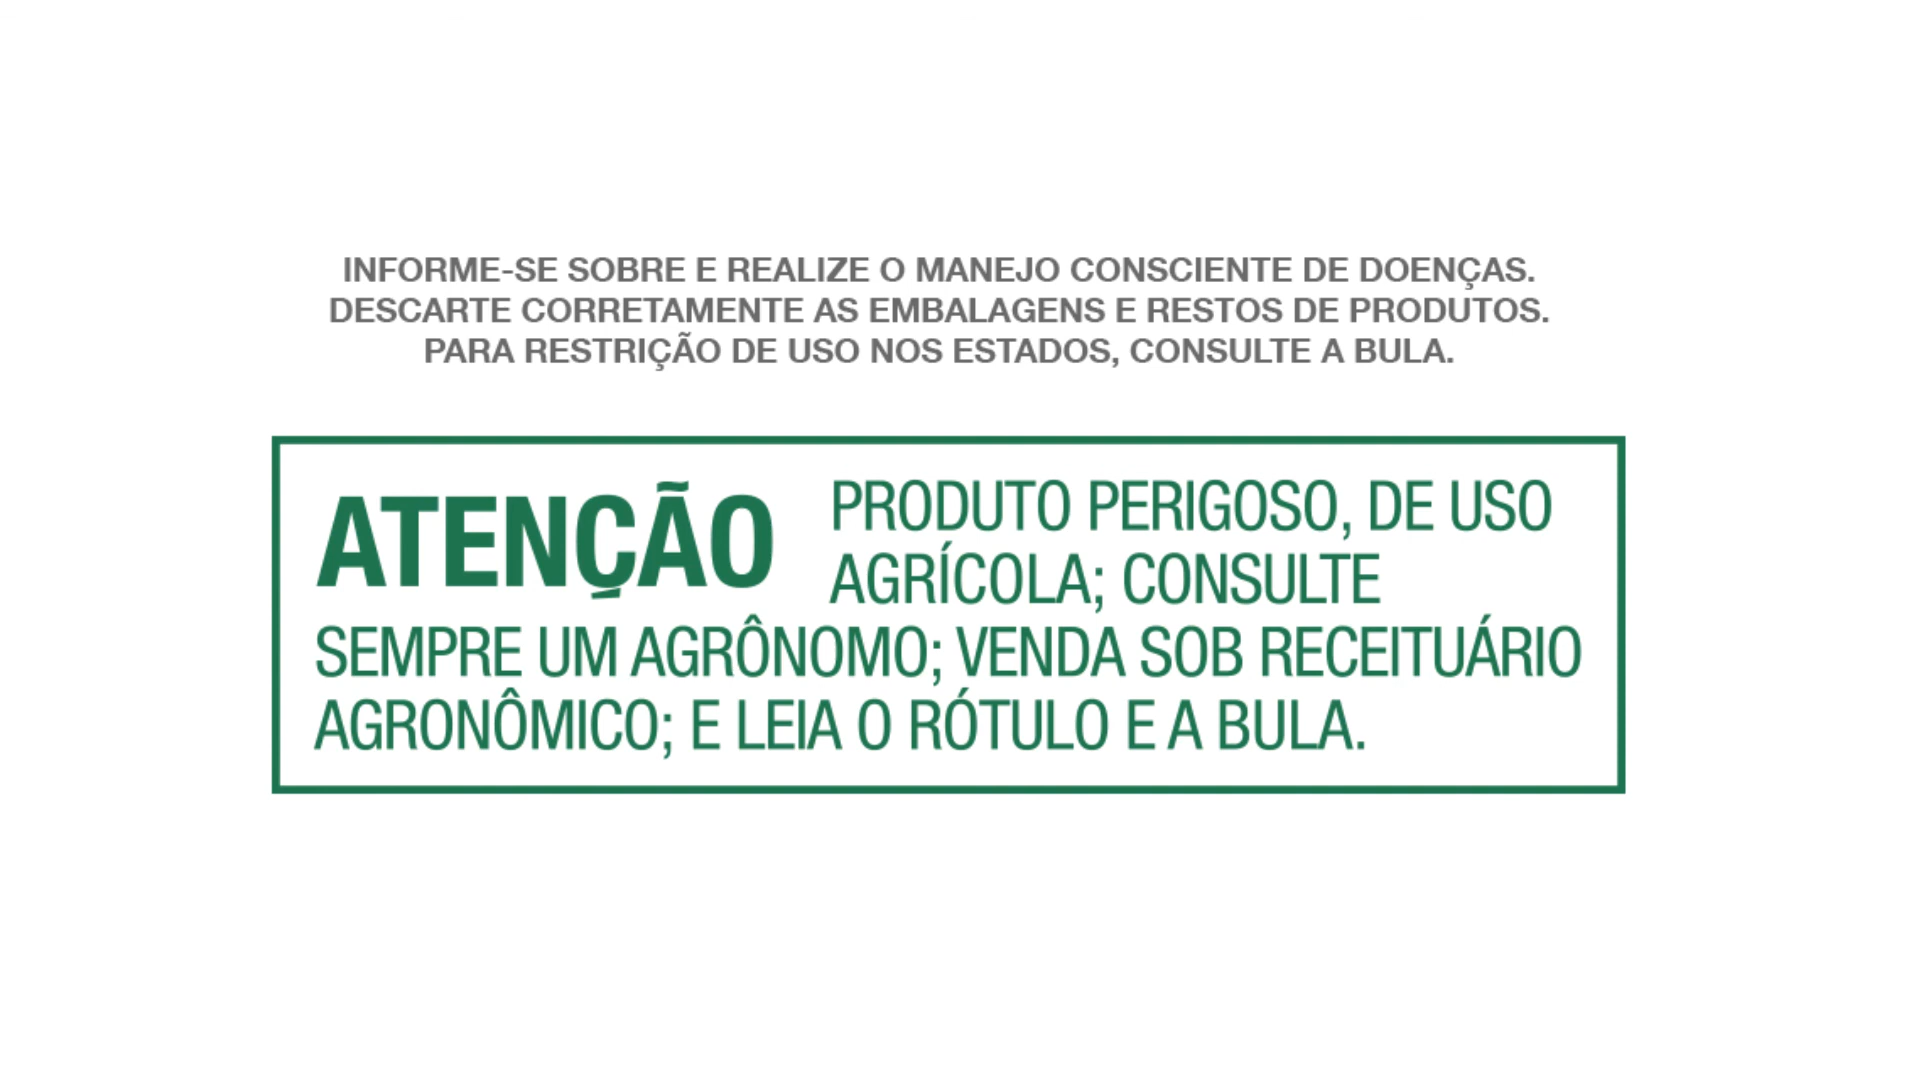 INFORME-SE SOBRE E REALIZE O MANEJO CONSCIENTE DE DOENÇAS.
DESCARTE CORRETAMENTE AS EMBALAGENS E RESTOS DE PRODUTOS.
PARA RESTRIÇÃO DE USO NOS ESTADOS, CONSULTE A BULA.
ATENÇÃO PRODUTO PERIGOSO, DE USO
AGRÍCOLA; CONSULTE
SEMPRE UM AGRÔNOMO; VENDA SOB RECEITUÁRIO
AGRONÔMICO; E LEIA O RÓTULO E A BULA.